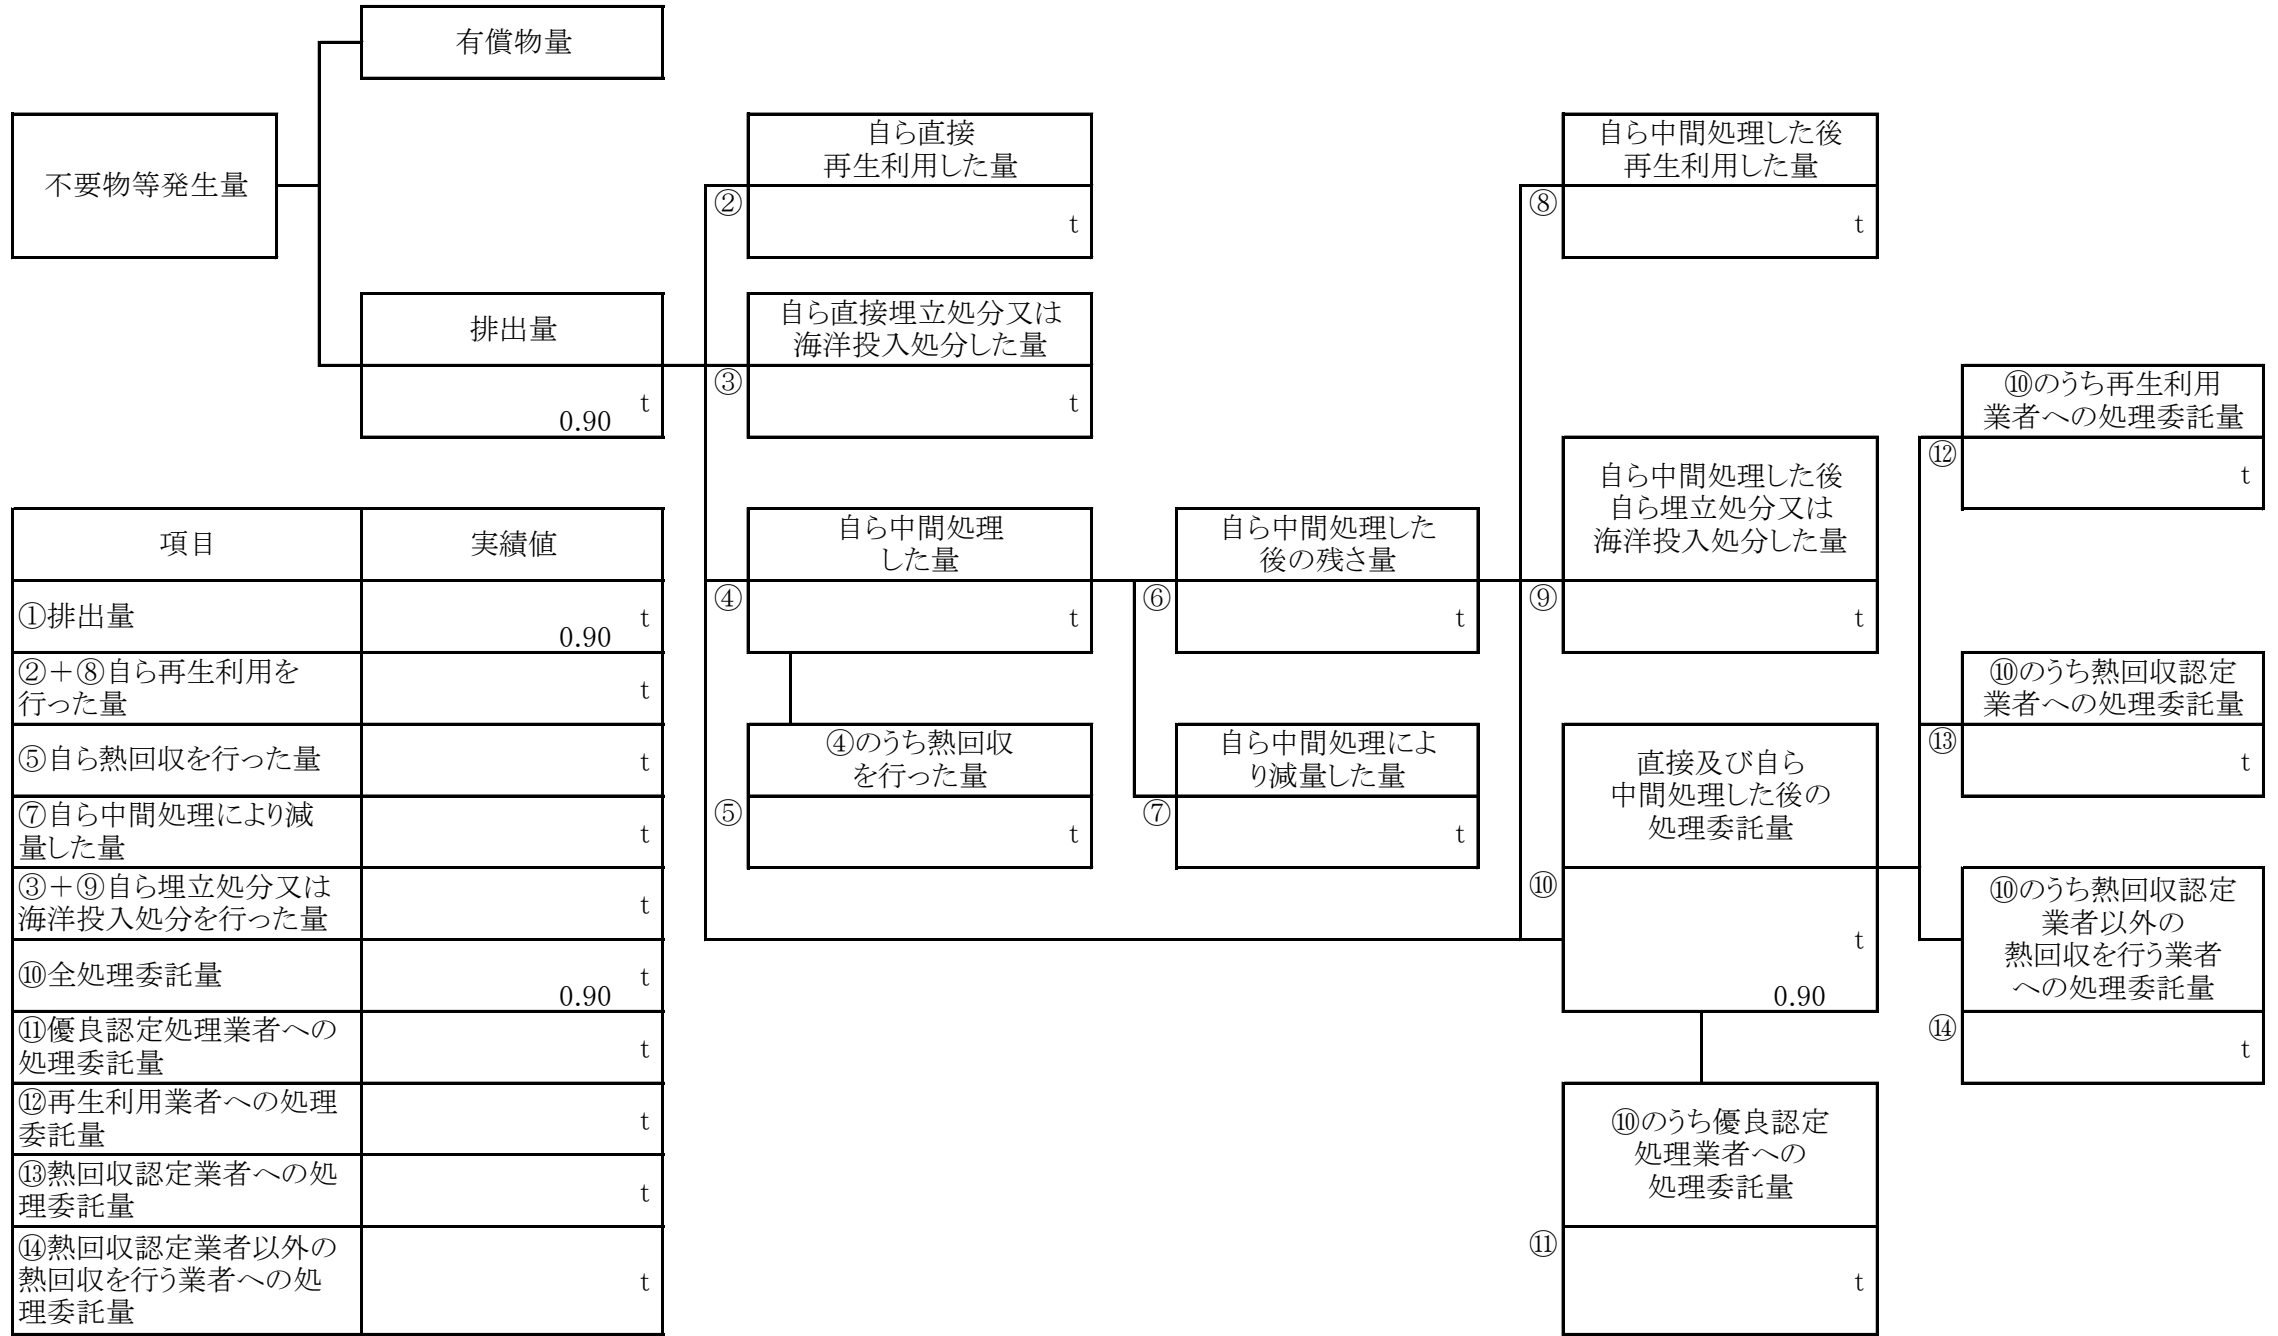 有償物量
不要物等発生量
自ら直接
再生利用した量
②
t
自ら中間処理した後
再生利用した量
⑧
t
排出量
t
0.90
自ら直接埋立処分又は
海洋投入処分した量
③
t
⑩のうち再生利用
業者への処理委託量
⑫
t
自ら中間処理
した量
④
t
自ら中間処理した
後の残さ量
⑥
t
自ら中間処理した後
自ら埋立処分又は
海洋投入処分した量
⑨
t
⑩のうち熱回収認定
業者への処理委託量
⑬
t
④のうち熱回収
を行った量
⑤
t
自ら中間処理によ
り減量した量
⑦
t
直接及び自ら
中間処理した後の
処理委託量
⑩
t
0.90
⑩のうち熱回収認定
業者以外の
熱回収を行う業者
への処理委託量
⑭
t
⑩のうち優良認定
処理業者への
処理委託量
⑪
t
項目 実績値
①排出量 t
0.90
②＋⑧自ら再生利用を
行った量
t
⑤自ら熱回収を行った量 t
⑦自ら中間処理により減
量した量
t
③＋⑨自ら埋立処分又は
海洋投入処分を行った量
t
⑩全処理委託量 t
0.90
⑪優良認定処理業者への
処理委託量
t
⑫再生利用業者への処理
委託量
t
⑬熱回収認定業者への処
理委託量
t
⑭熱回収認定業者以外の
熱回収を行う業者への処
理委託量
t